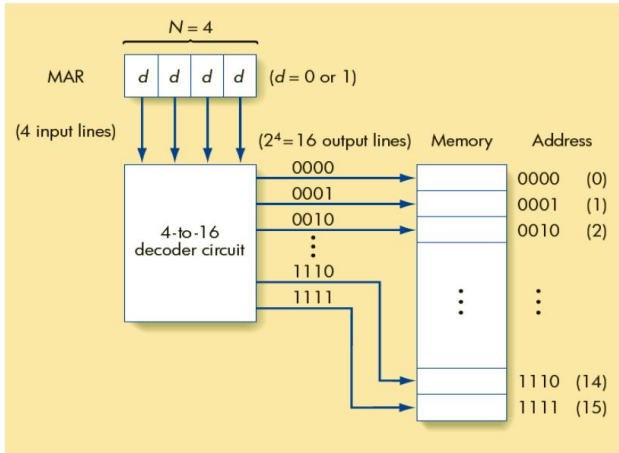 N = 4
MAR d d d d (d = 0 or 1)
(4 input lines)
(2⁴= 16 output lines) Memory Address
0000 0000 (0)
0001 0001 (1)
0010 0010 (2)
4-to-16
decoder circuit
⋮ ⋮ ⋮
1110
1111
1110 (14)
1111 (15)